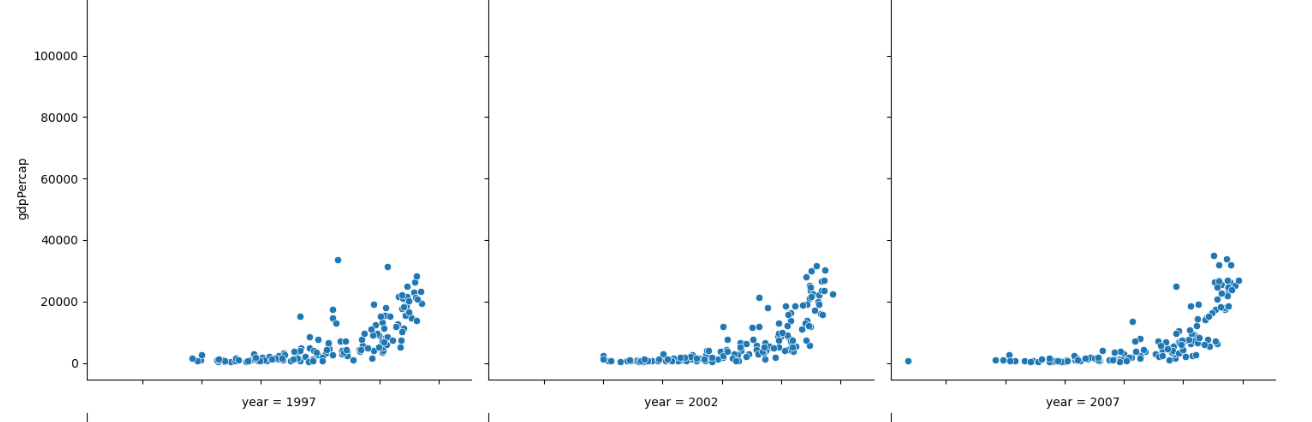 100000
80000
60000
40000
20000
0
gdpPercap
year = 1997
year = 2002
year = 2007